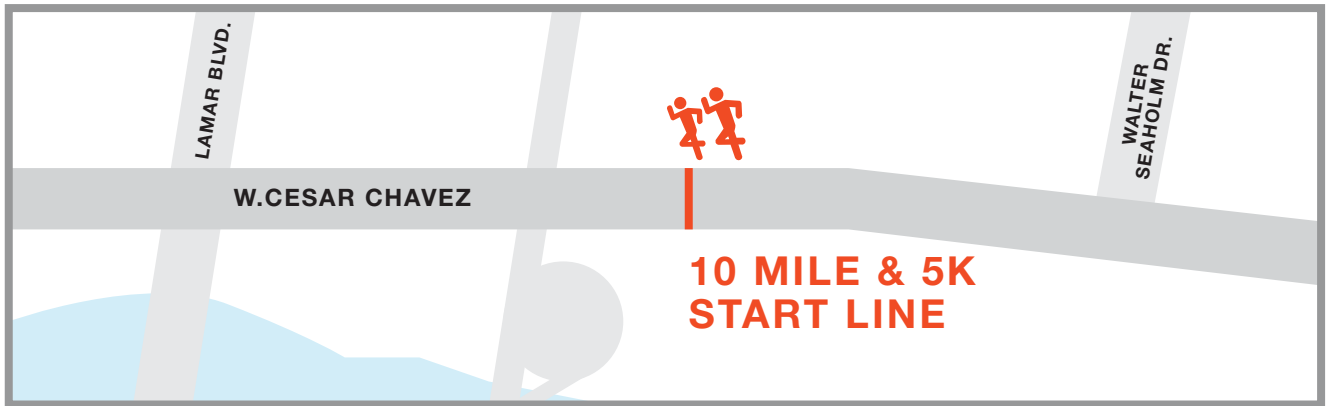 LAMAR BLVD.
WALTER
SEAHOLM DR.
W.CESAR CHAVEZ
10 MILE & 5K
START LINE